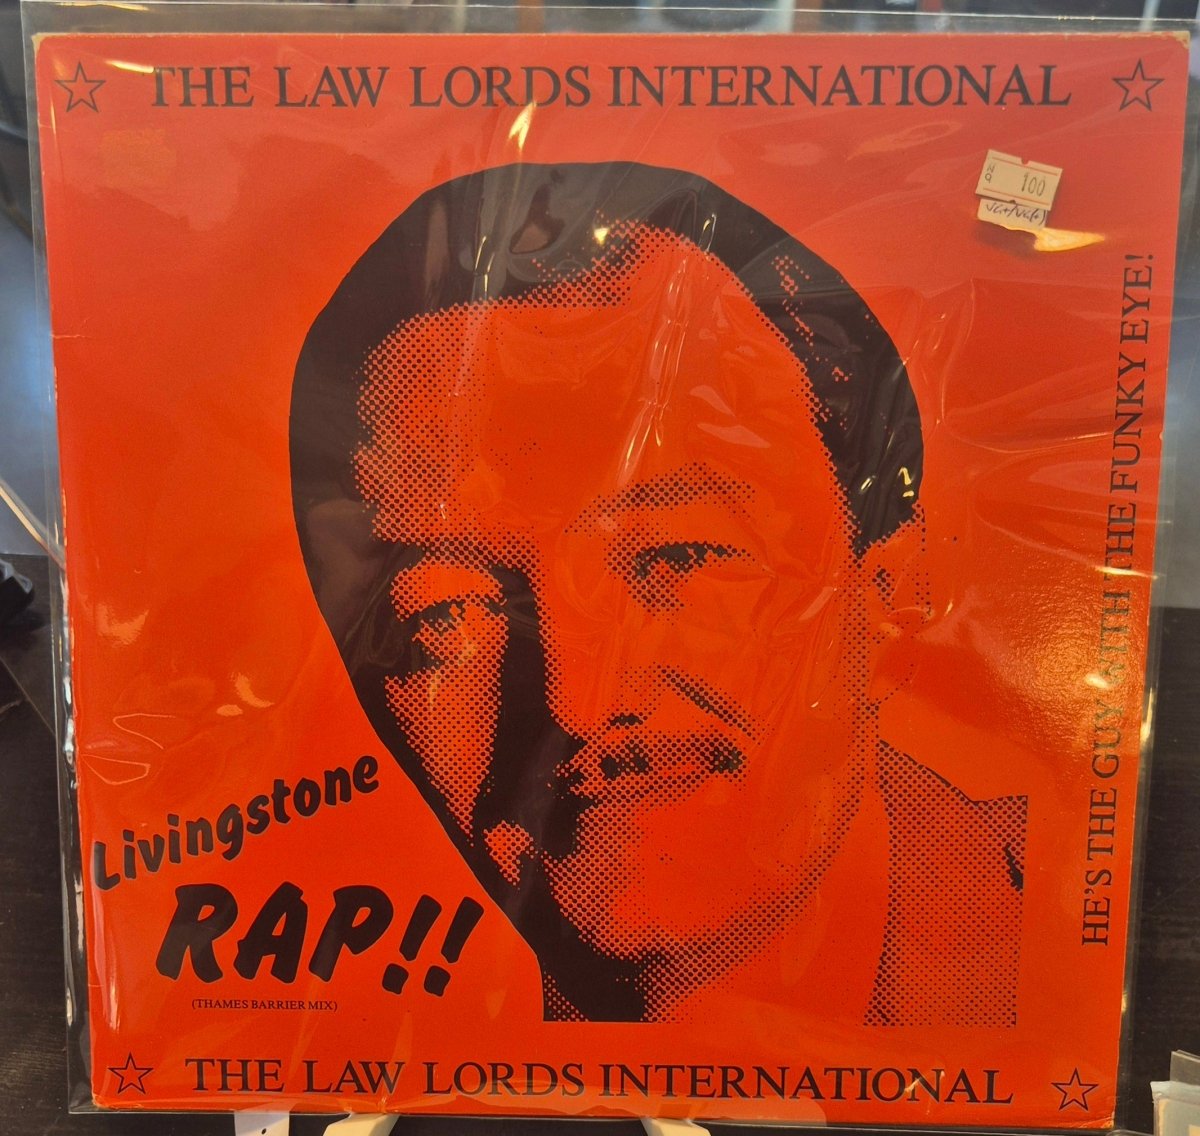 THE LAW LORDS INTERNATIONAL
100
HE'S THE GUY WITH THE FUNKY EYE!
Livingstone
RAP!!
(THAMES BARRIER MIX)
THE LAW LORDS INTERNATIONAL